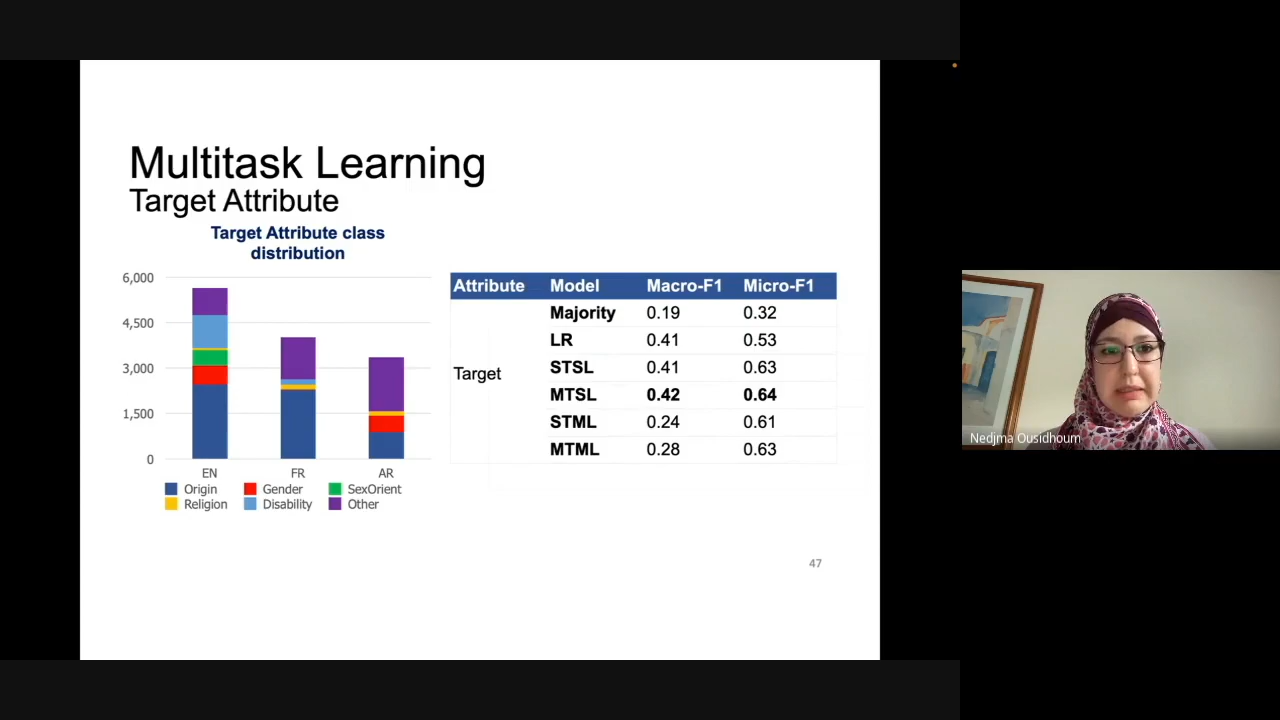 Multitask Learning
Target Attribute
Target Attribute class
distribution
6,000
4,500
3,000
1,500
0
EN FR AR
Origin Gender SexOrient
Religion Disability Other
Attribute Model Macro-F1 Micro-F1
Majority 0.19 0.32
LR 0.41 0.53
STSL 0.41 0.63
Target
MTSL 0.42 0.64
STML 0.24 0.61
MTML 0.28 0.63
47
Nedjma Ousidhoum